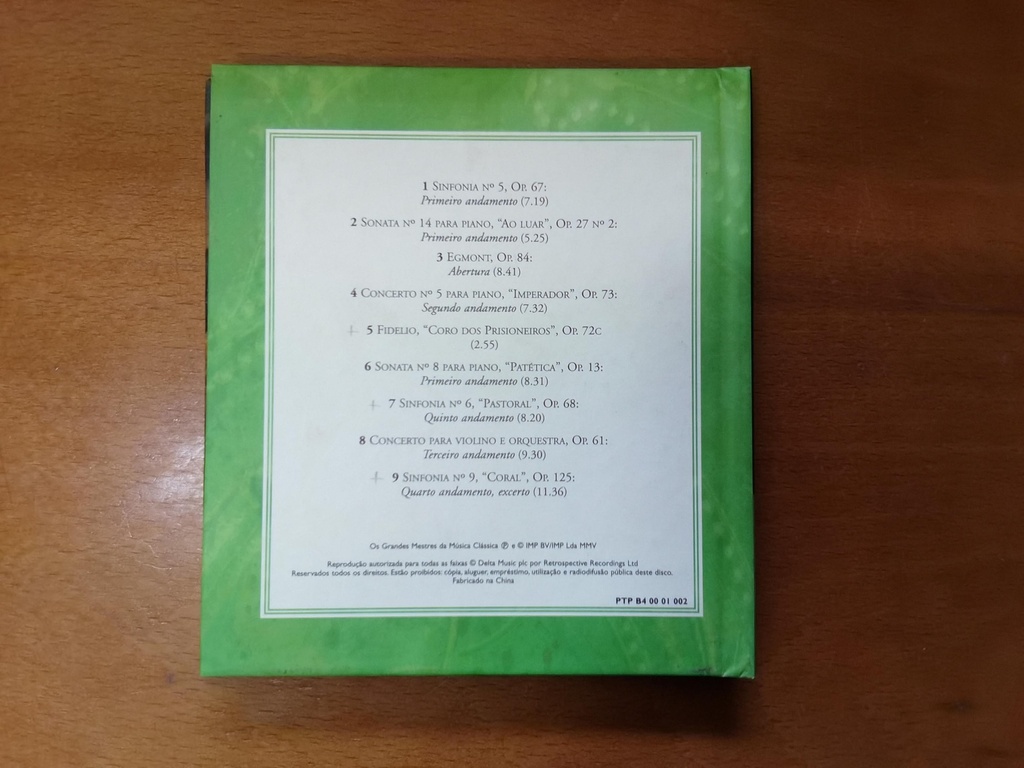 1 Sinfonia nº 5, Op. 67:
Primeiro andamento (7.19)
2 Sonata nº 14 para piano, “Ao luar”, Op. 27 nº 2:
Primeiro andamento (5.25)
3 Egmont, Op. 84:
Abertura (8.41)
4 Concerto nº 5 para piano, “Imperador”, Op. 73:
Segundo andamento (7.32)
5 Fidelio, “Coro dos Prisioneiros”, Op. 72c
(2.55)
6 Sonata nº 8 para piano, “Patética”, Op. 13:
Primeiro andamento (8.31)
7 Sinfonia nº 6, “Pastoral”, Op. 68:
Quinto andamento (8.20)
8 Concerto para violino e orquestra, Op. 61:
Terceiro andamento (9.30)
9 Sinfonia nº 9, “Coral”, Op. 125:
Quarto andamento, excerto (11.36)
Os Grandes Mestres da Música Clássica ℗ e © IMP BV/IMP Lda MMV
Reprodução autorizada para todas as faixas © Delta Music plc por Retrospective Recordings Ltd
Reservados todos os direitos. Estão proibidos: cópia, aluguer, empréstimo, utilização e radiodifusão pública deste disco.
Fabricado na China
PTP B4 00 01 002